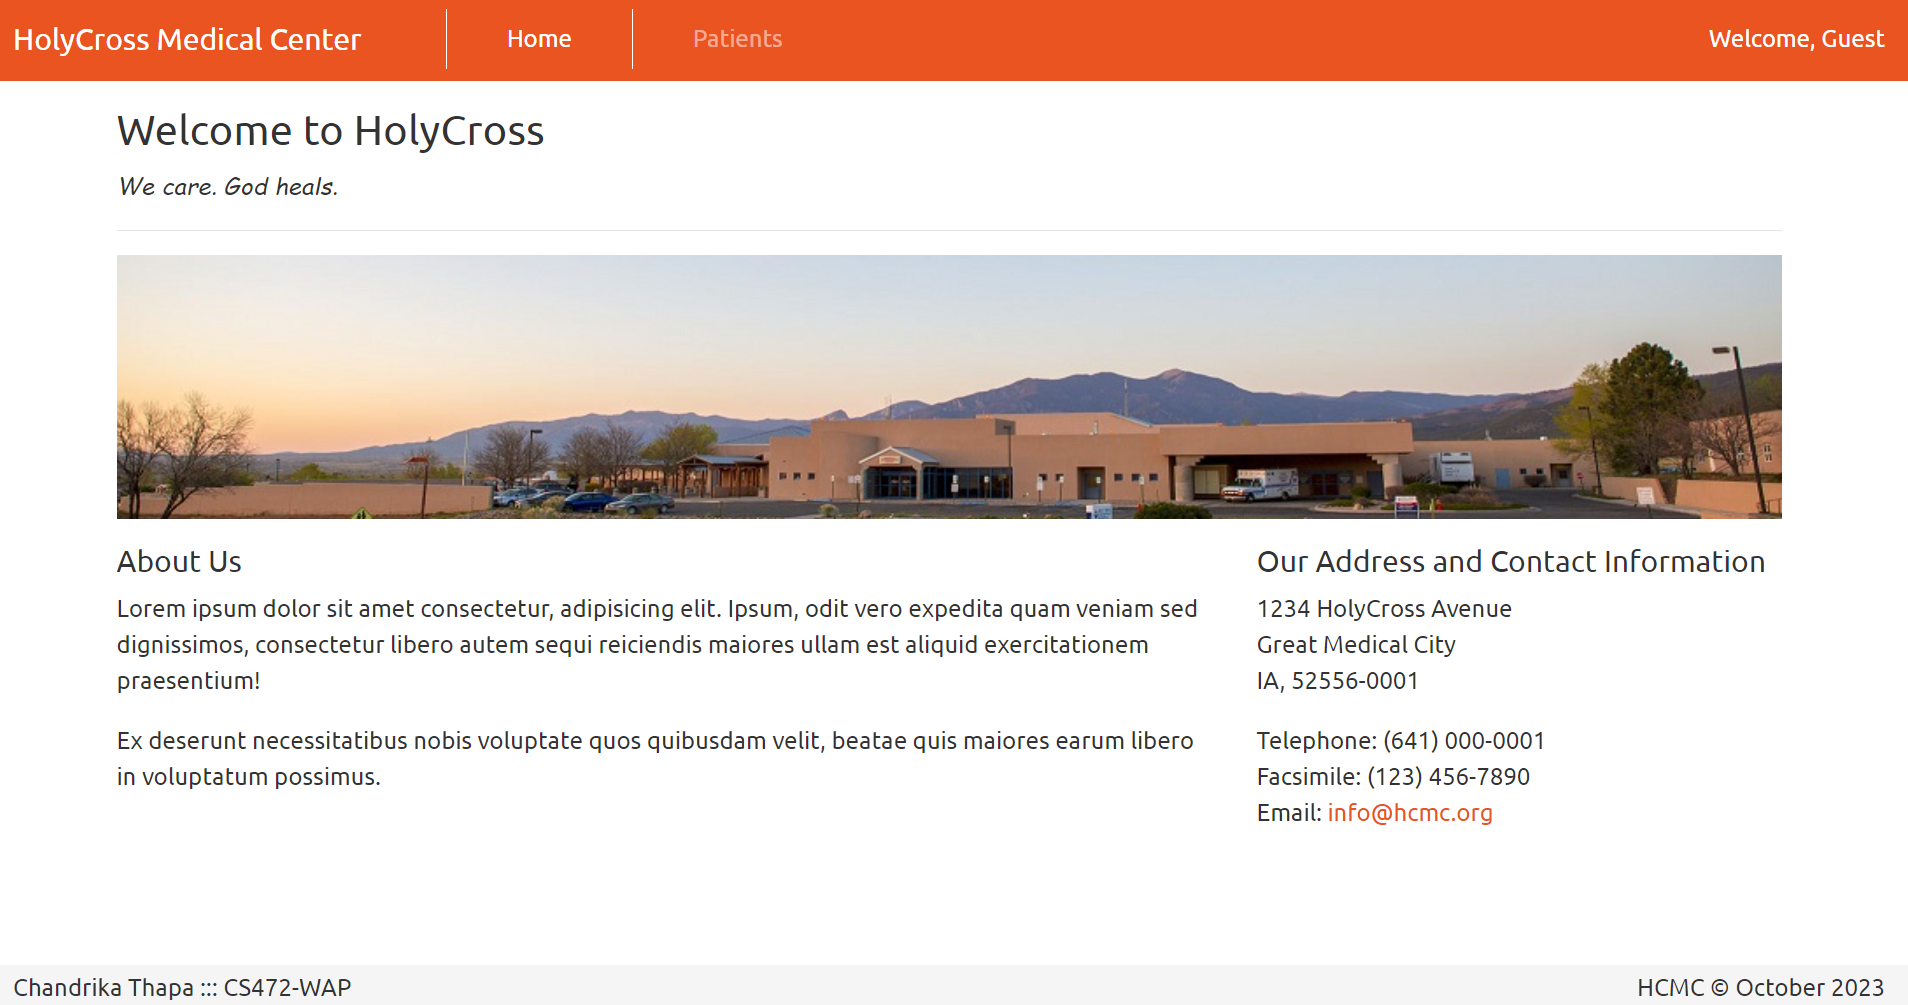 HolyCross Medical Center
Home
Patients
Welcome, Guest
Welcome to HolyCross
We care. God heals.
About Us
Lorem ipsum dolor sit amet consectetur, adipisicing elit. Ipsum, odit vero expedita quam veniam sed
dignissimos, consectetur libero autem sequi reiciendis maiores ullam est aliquid exercitationem
praesentium!
Ex deserunt necessitatibus nobis voluptate quos quibusdam velit, beatae quis maiores earum libero
in voluptatum possimus.
Our Address and Contact Information
1234 HolyCross Avenue
Great Medical City
IA, 52556-0001
Telephone: (641) 000-0001
Facsimile: (123) 456-7890
Email: info@hcmc.org
Chandrika Thapa ::: CS472-WAP
HCMC © October 2023